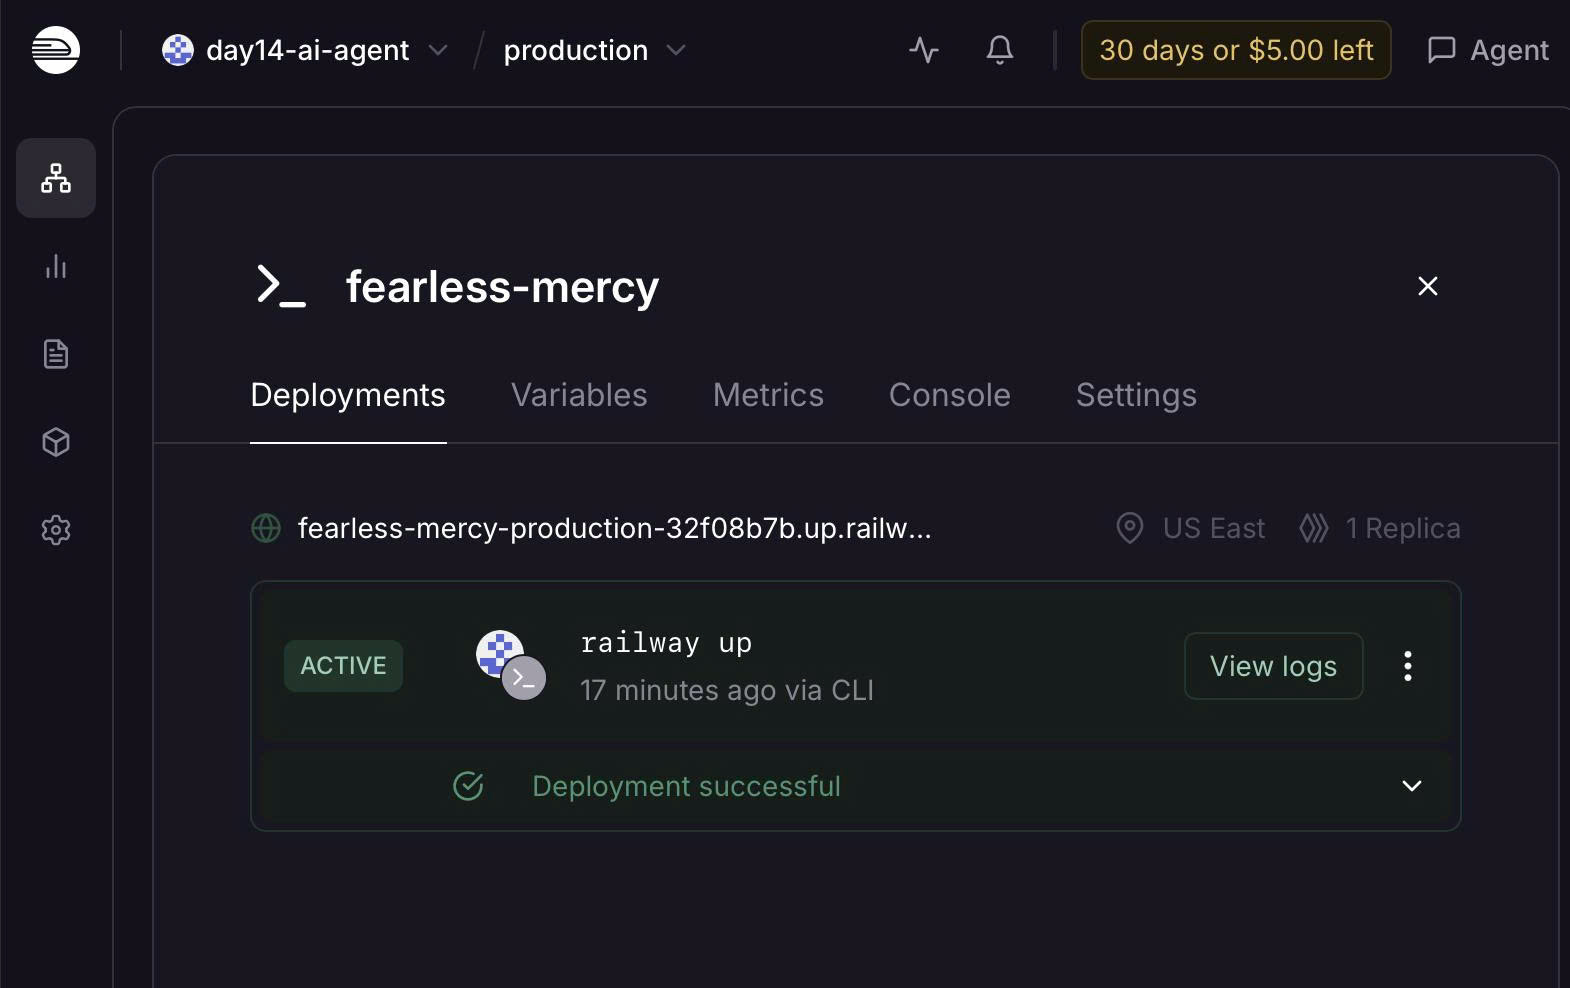 day14-ai-agent / production
30 days or $5.00 left
Agent
fearless-mercy
Deployments
Variables
Metrics
Console
Settings
fearless-mercy-production-32f08b7b.up.railw...
US East
1 Replica
ACTIVE
railway up
17 minutes ago via CLI
View logs
Deployment successful